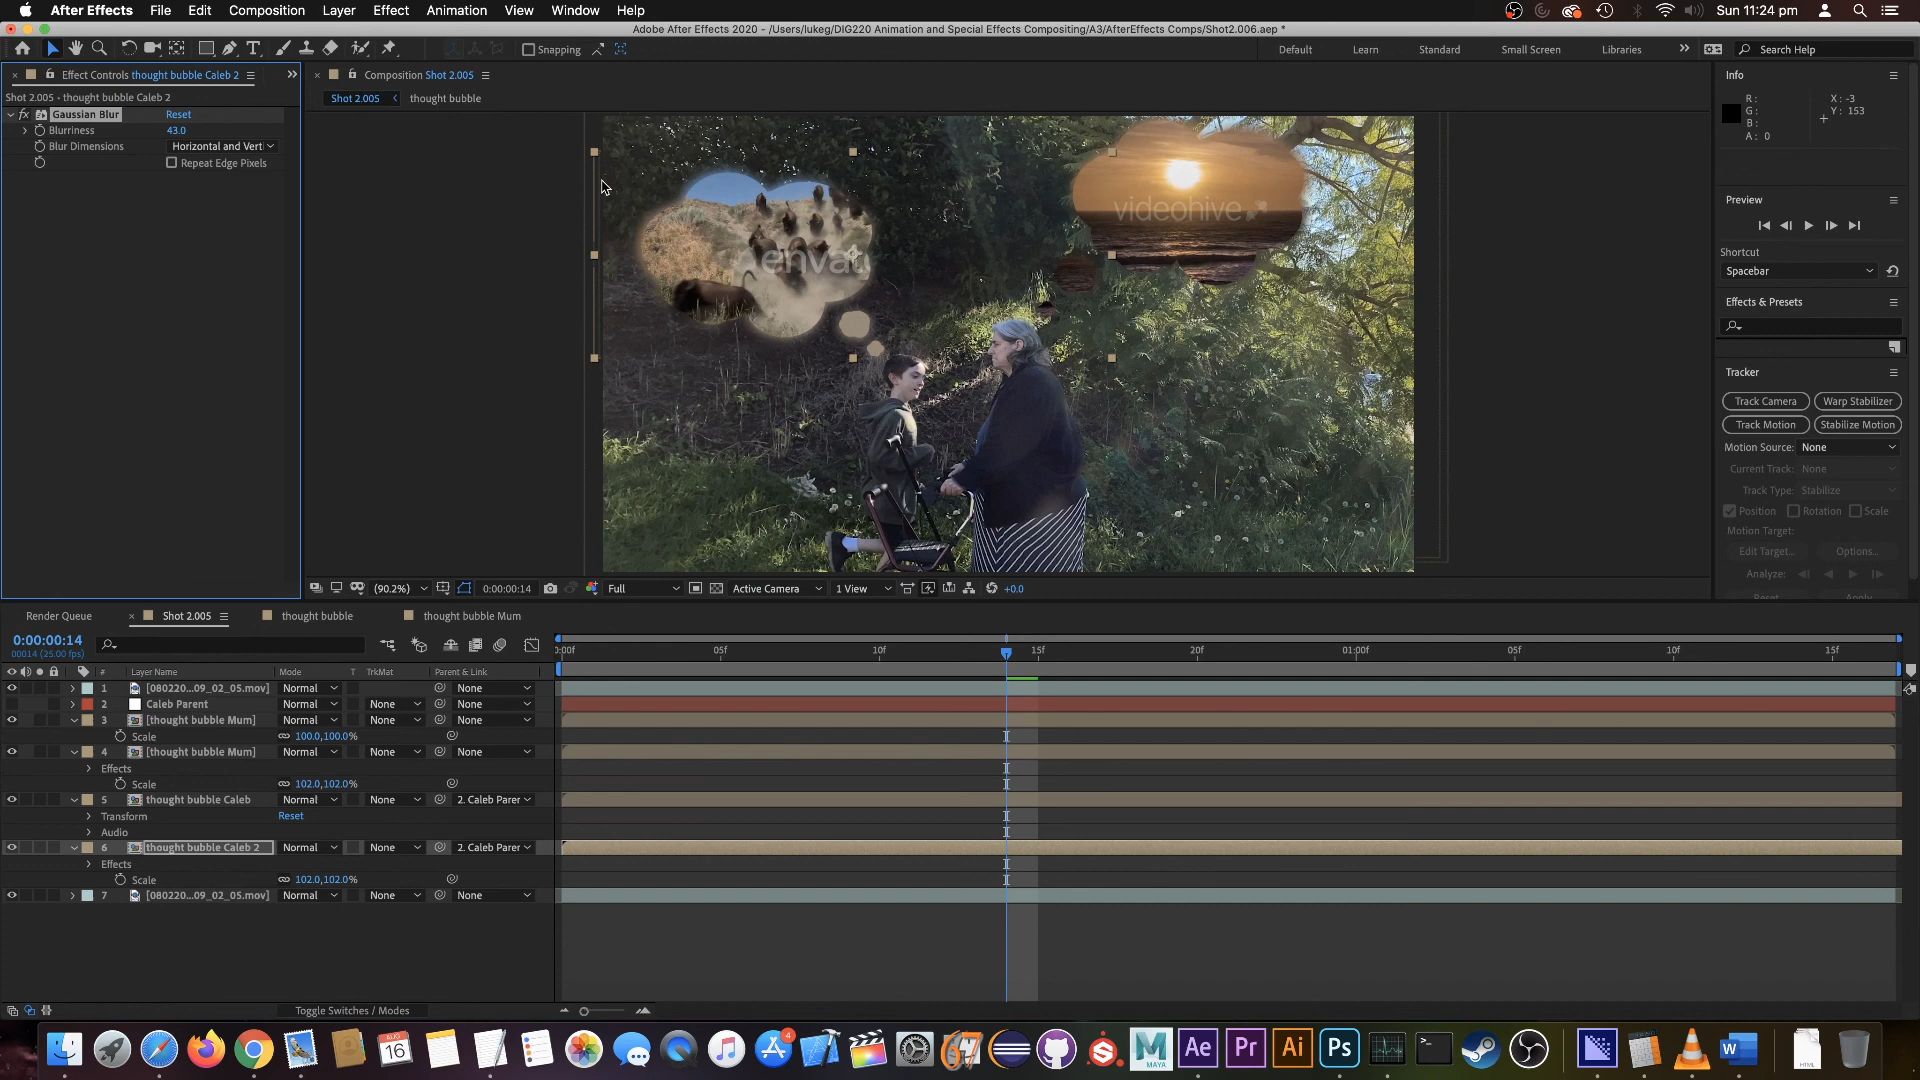 After Effects File Edit Composition Layer Effect Animation View Window Help Sun 11:24 pm
Adobe After Effects 2020 - /Users/lukeg/DIG220 Animation and Special Effects Compositing/A3/AfterEffects Comps/Shot2.006.aep *
Snapping Default Learn Standard Small Screen Libraries Search Help
Effect Controls thought bubble Caleb 2
Composition Shot 2.005
Info
Shot 2.005 • thought bubble Caleb 2
Shot 2.005 thought bubble
R: X: -3
G: Y: 153
B:
A: 0
Gaussian Blur Reset
Blurriness 43.0
Blur Dimensions Horizontal and Verti
Repeat Edge Pixels
videohive
envat
Preview
Shortcut
Spacebar
Effects & Presets
Tracker
Track Camera Warp Stabilizer
Track Motion Stabilize Motion
Motion Source: None
Current Track: None
Track Type: Stabilize
Position Rotation Scale
Motion Target:
Edit Target... Options...
Analyze:
Reset Apply
(90.2%) 0:00:00:14 Full Active Camera 1 View +0.0
Render Queue Shot 2.005 thought bubble thought bubble Mum
0:00:00:14
00014 (25.00 fps)
0:00f 05f 10f 15f 20f 01:00f 05f 10f 15f
# Layer Name Mode T TrkMat Parent & Link
1 [080220...09_02_05.mov] Normal None
2 Caleb Parent Normal None None
3 [thought bubble Mum] Normal None None
Scale 100.0,100.0%
4 [thought bubble Mum] Normal None None
Effects
Scale 102.0,102.0%
5 thought bubble Caleb Normal None 2. Caleb Parer
Transform Reset
Audio
6 thought bubble Caleb 2 Normal None 2. Caleb Parer
Effects
Scale 102.0,102.0%
7 [080220...09_02_05.mov] Normal None None
Toggle Switches / Modes
AUG
16
4
MAYA
Ae Pr Ai Ps
W
HTML